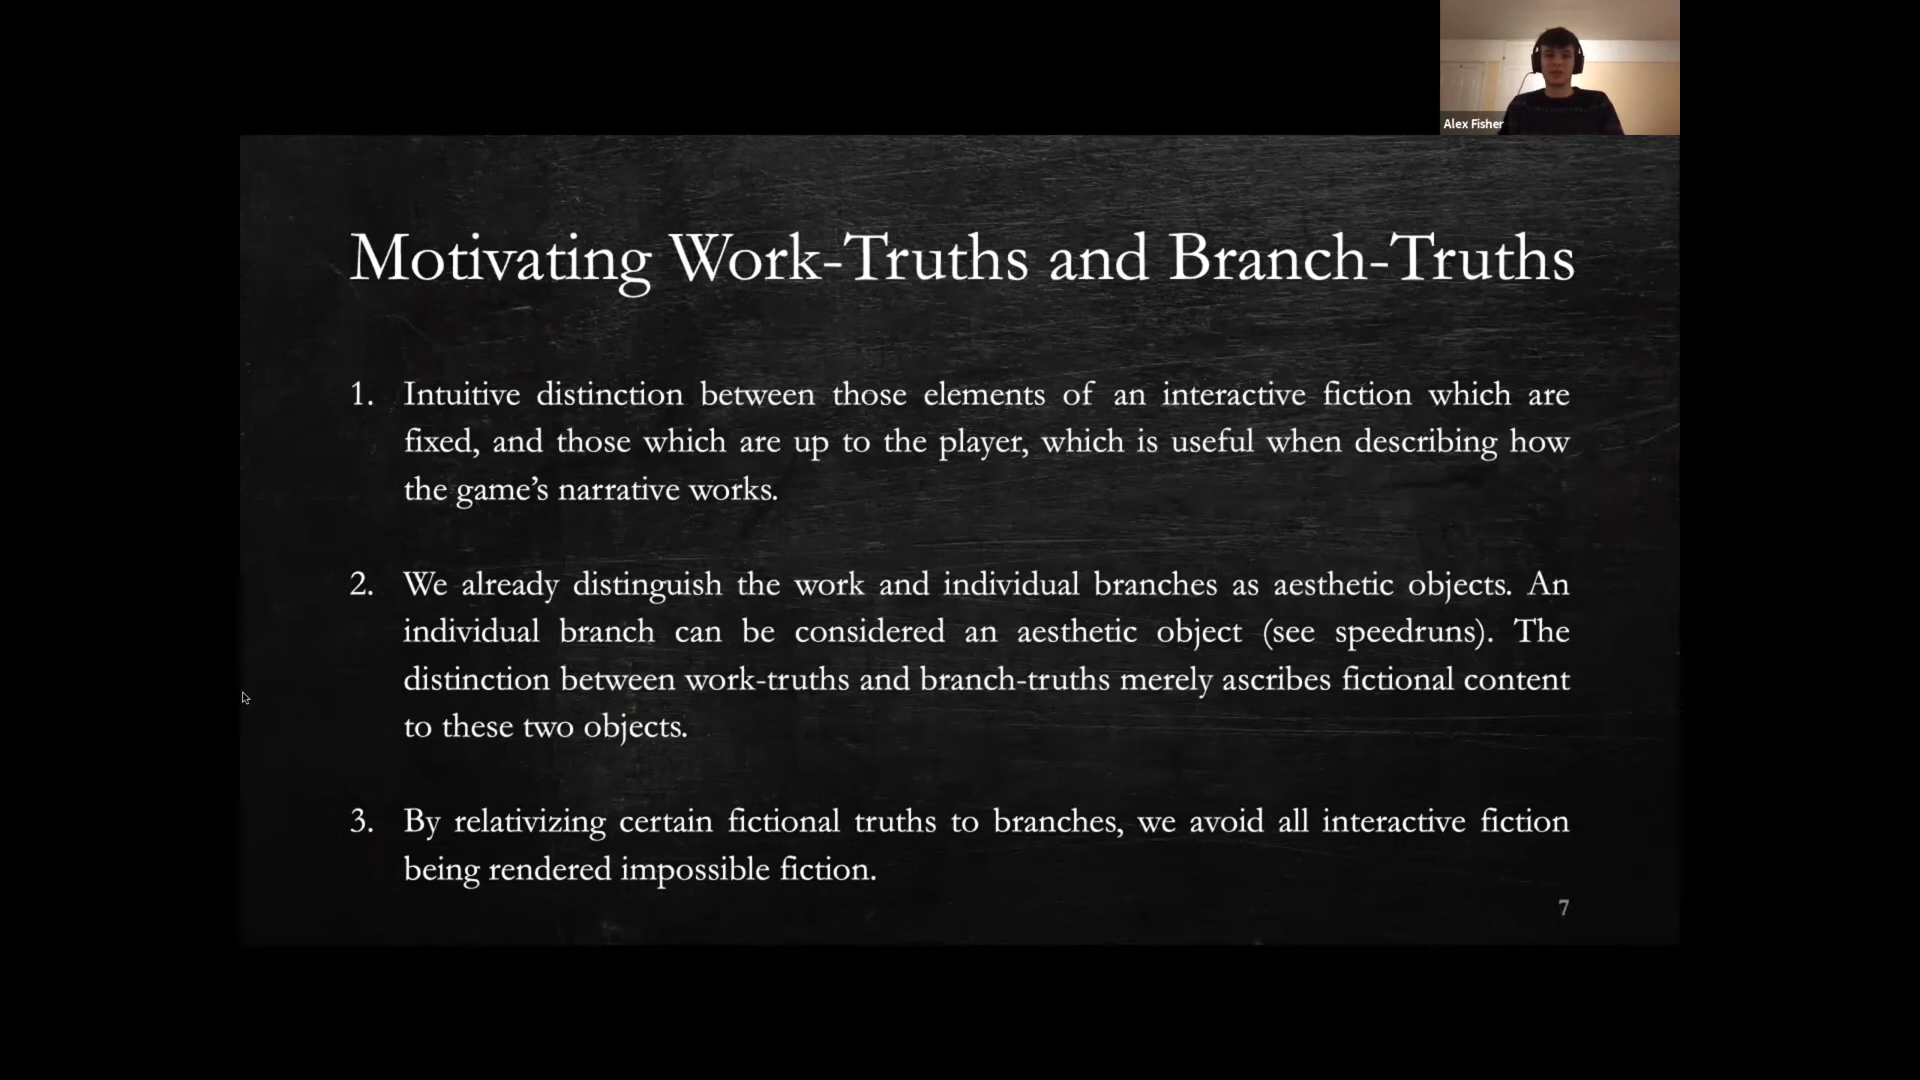 Alex Fisher
Motivating Work-Truths and Branch-Truths
1. Intuitive distinction between those elements of an interactive fiction which are
fixed, and those which are up to the player, which is useful when describing how
the game’s narrative works.
2. We already distinguish the work and individual branches as aesthetic objects. An
individual branch can be considered an aesthetic object (see speedruns). The
distinction between work-truths and branch-truths merely ascribes fictional content
to these two objects.
3. By relativizing certain fictional truths to branches, we avoid all interactive fiction
being rendered impossible fiction.
7